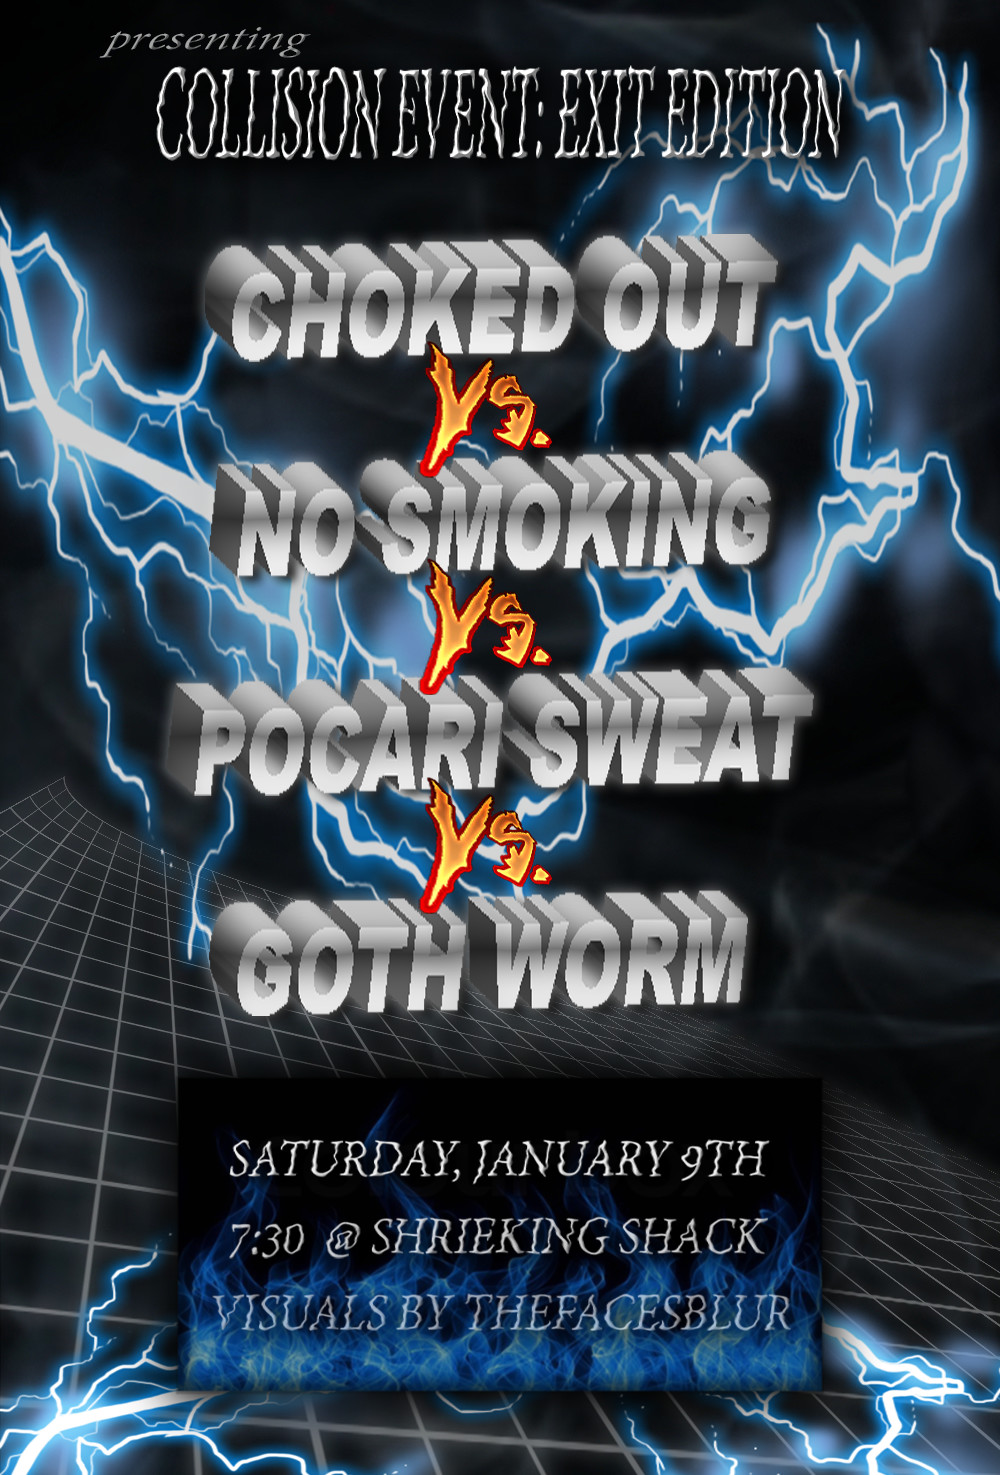 presenting
COLLISION EVENT: EXIT EDITION
CHOKED OUT
Vs.
NO SMOKING
Vs.
POCARI SWEAT
Vs.
GOTH WORM
SATURDAY, JANUARY 9TH
7:30 @ SHRIEKING SHACK
VISUALS BY THEFACESBLUR